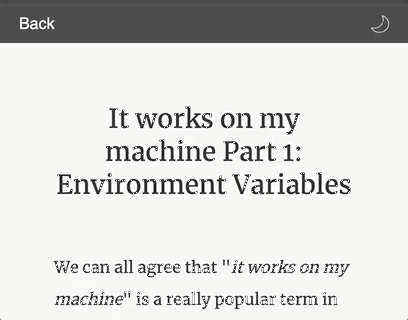 Back
It works on my
machine Part 1:
Environment Variables
We can all agree that "it works on my
machine" is a really popular term in